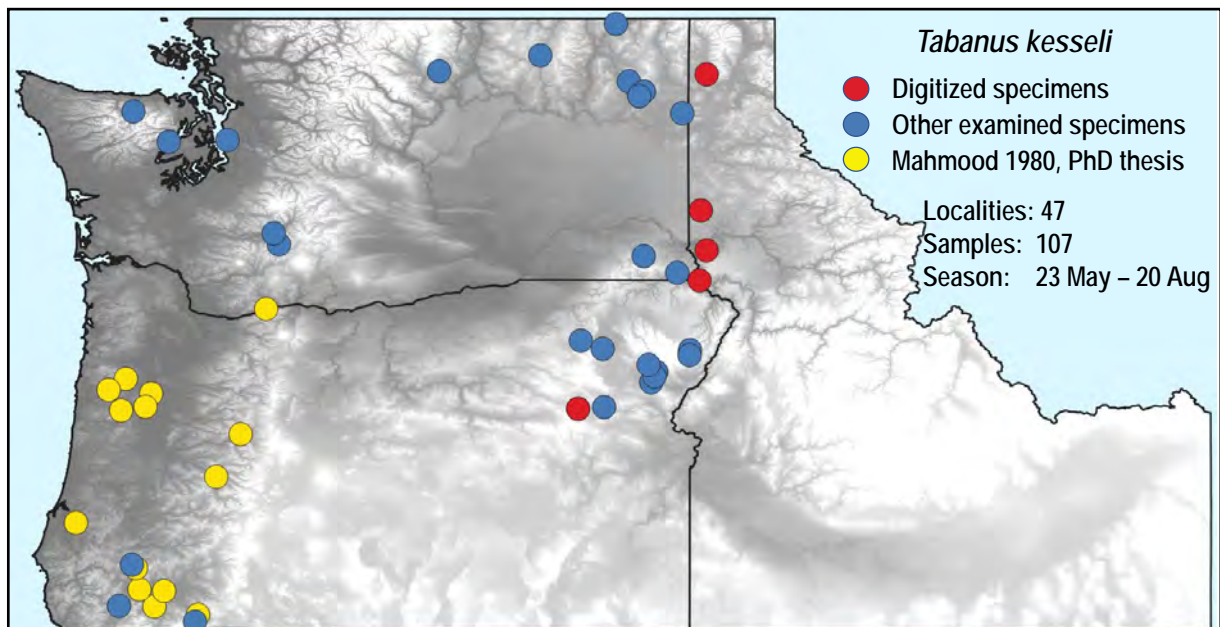 Tabanus kesseli
Digitized specimens
Other examined specimens
Mahmood 1980, PhD thesis
Localities: 47
Samples: 107
Season: 23 May – 20 Aug